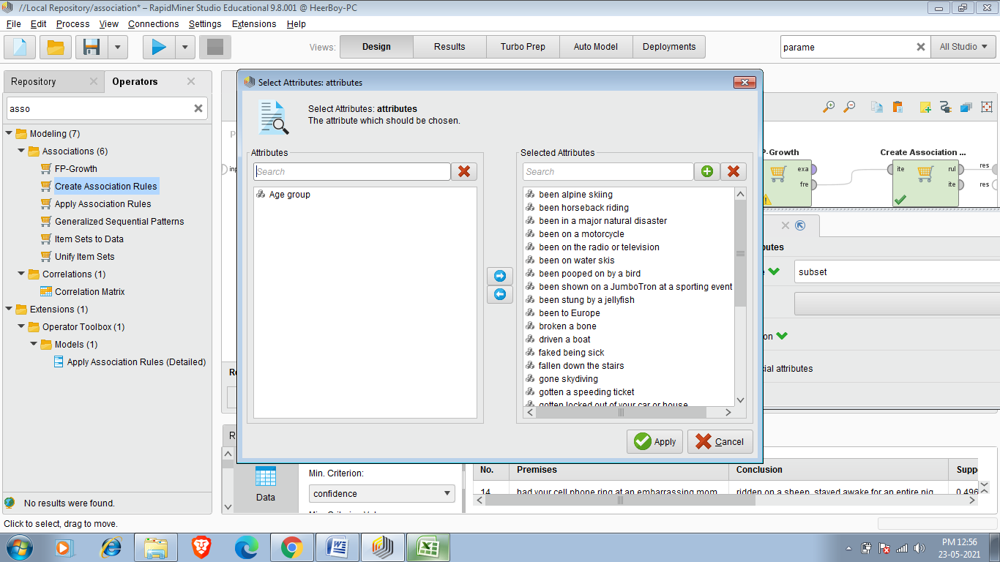 //Local Repository/association* – RapidMiner Studio Educational 9.8.001 @ HeerBoy-PC
File Edit Process View Connections Settings Extensions Help
Views: Design Results Turbo Prep Auto Model Deployments parame All Studio
Repository Operators
asso
Modeling (7)
Associations (6)
FP-Growth
Create Association Rules
Apply Association Rules
Generalized Sequential Patterns
Item Sets to Data
Unify Item Sets
Correlations (1)
Correlation Matrix
Extensions (1)
Operator Toolbox (1)
Models (1)
Apply Association Rules (Detailed)
No results were found.
Click to select, drag to move.
Select Attributes: attributes
Select Attributes: attributes
The attribute which should be chosen.
Attributes
Search
Age group
Selected Attributes
Search
been alpine skiing
been horseback riding
been in a major natural disaster
been on a motorcycle
been on the radio or television
been on water skis
been pooped on by a bird
been shown on a JumboTron at a sporting event
been stung by a jellyfish
been to Europe
broken a bone
driven a boat
faked being sick
fallen down the stairs
gone skydiving
gotten a speeding ticket
gotten locked out of your car or house
Apply Cancel
P
inp
P-Growth
exa
fre
Create Association ...
ite rul res
ite res
butes
subset
on
cial attributes
Re
R
Data
Min. Criterion:
confidence
No. Premises Conclusion Suppo
14 had your cell phone ring at an embarrassing mom ridden on a sheep, stayed awake for an entire nig 0.496
PM 12:56
23-05-2021